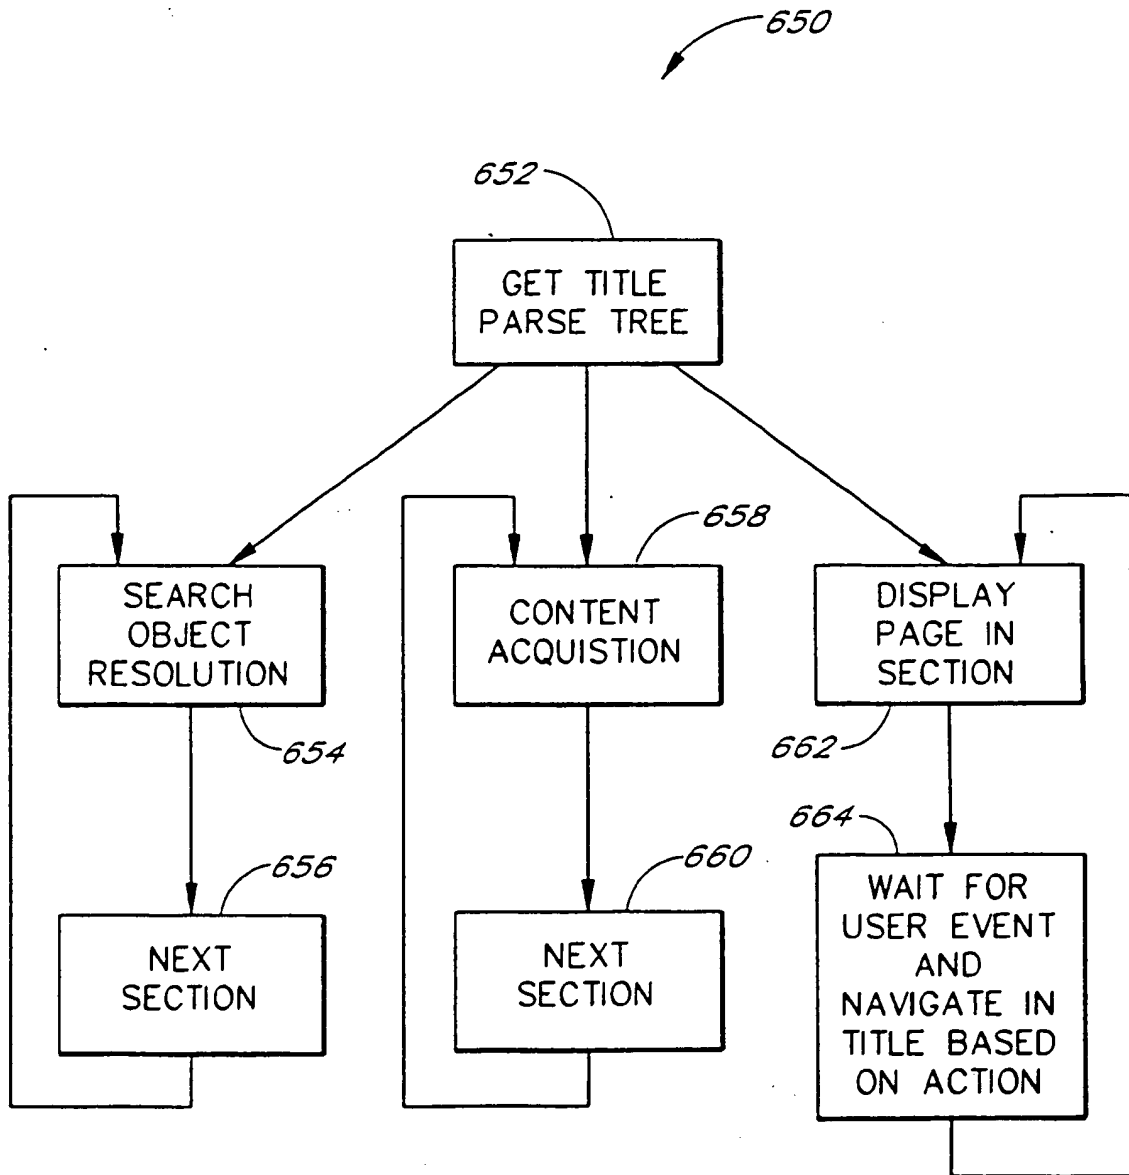 650
652
GET TITLE
PARSE TREE
658
SEARCH
OBJECT
RESOLUTION
654
CONTENT
ACQUISTION
DISPLAY
PAGE IN
SECTION
662
656
NEXT
SECTION
660
NEXT
SECTION
664
WAIT FOR
USER EVENT
AND
NAVIGATE IN
TITLE BASED
ON ACTION